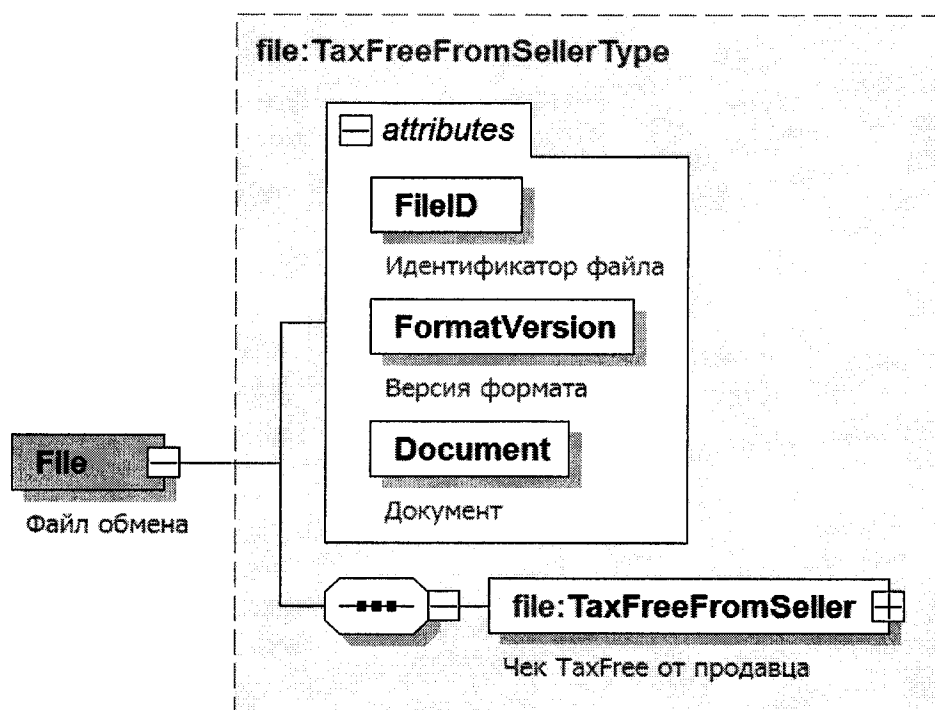 file:TaxFreeFromSellerType
attributes
FileID
Идентификатор файла
FormatVersion
Версия формата
Document
Документ
File
Файл обмена
file:TaxFreeFromSeller
Чек TaxFree от продавца